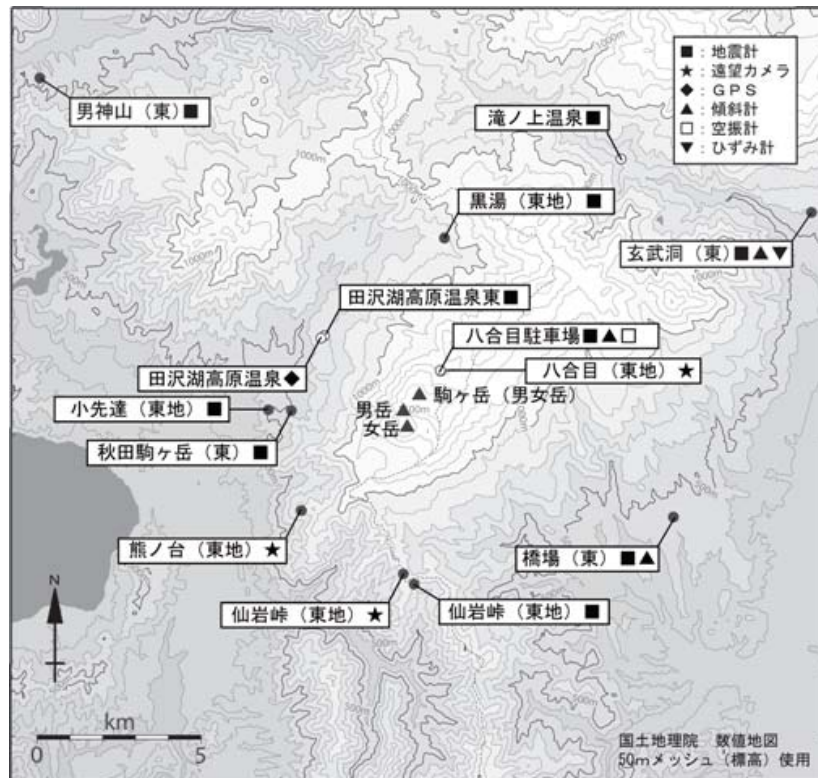 ■：地震計
★：遠望カメラ
◆：ＧＰＳ
▲：傾斜計
□：空振計
▼：ひずみ計
1000m
男神山（東）■
滝ノ上温泉■
黒湯（東地）■
玄武洞（東）■▲▼
田沢湖高原温泉東■
八合目駐車場■▲□
田沢湖高原温泉◆
八合目（東地）★
駒ヶ岳（男女岳）
小先達（東地）■
男岳
女岳
秋田駒ヶ岳（東）■
熊ノ台（東地）★
橋場（東）■▲
仙岩峠（東地）★
仙岩峠（東地）■
N
km
0 5
国土地理院　数値地図
50mメッシュ（標高）使用